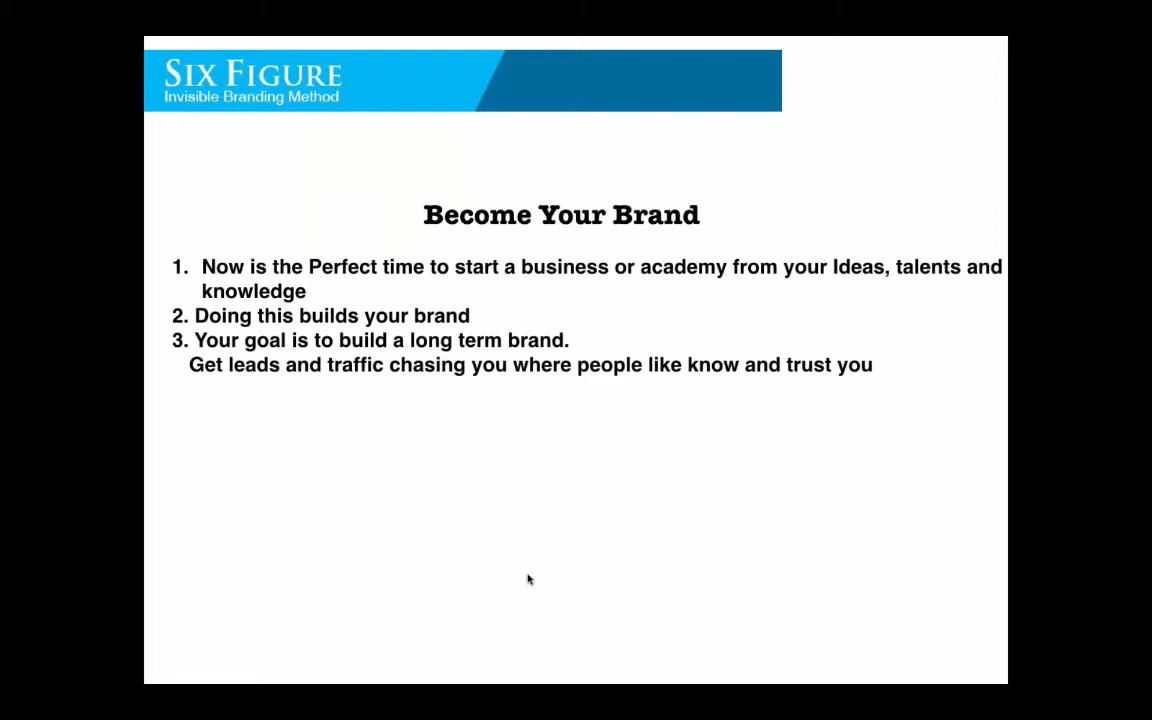 SIX FIGURE
Invisible Branding Method
Become Your Brand
1. Now is the Perfect time to start a business or academy from your Ideas, talents and
knowledge
2. Doing this builds your brand
3. Your goal is to build a long term brand.
Get leads and traffic chasing you where people like know and trust you